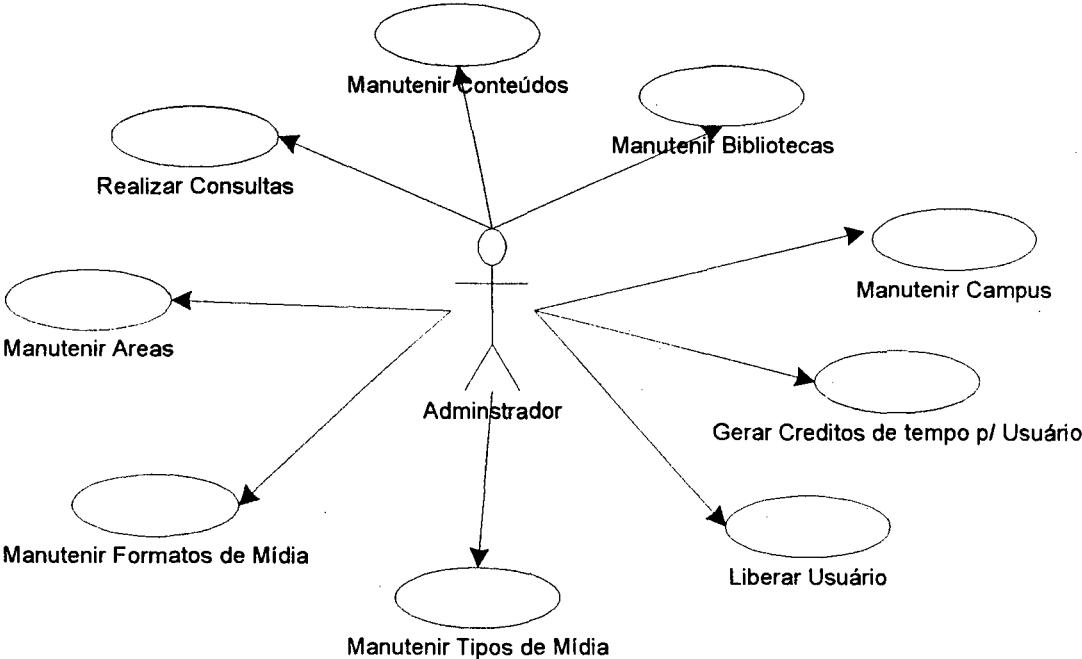 Manutenir Conteúdos
Manutenir Bibliotecas
Realizar Consultas
Manutenir Campus
Manutenir Areas
Adminstrador
Gerar Creditos de tempo p/ Usuário
Manutenir Formatos de Mídia
Liberar Usuário
Manutenir Tipos de Mídia